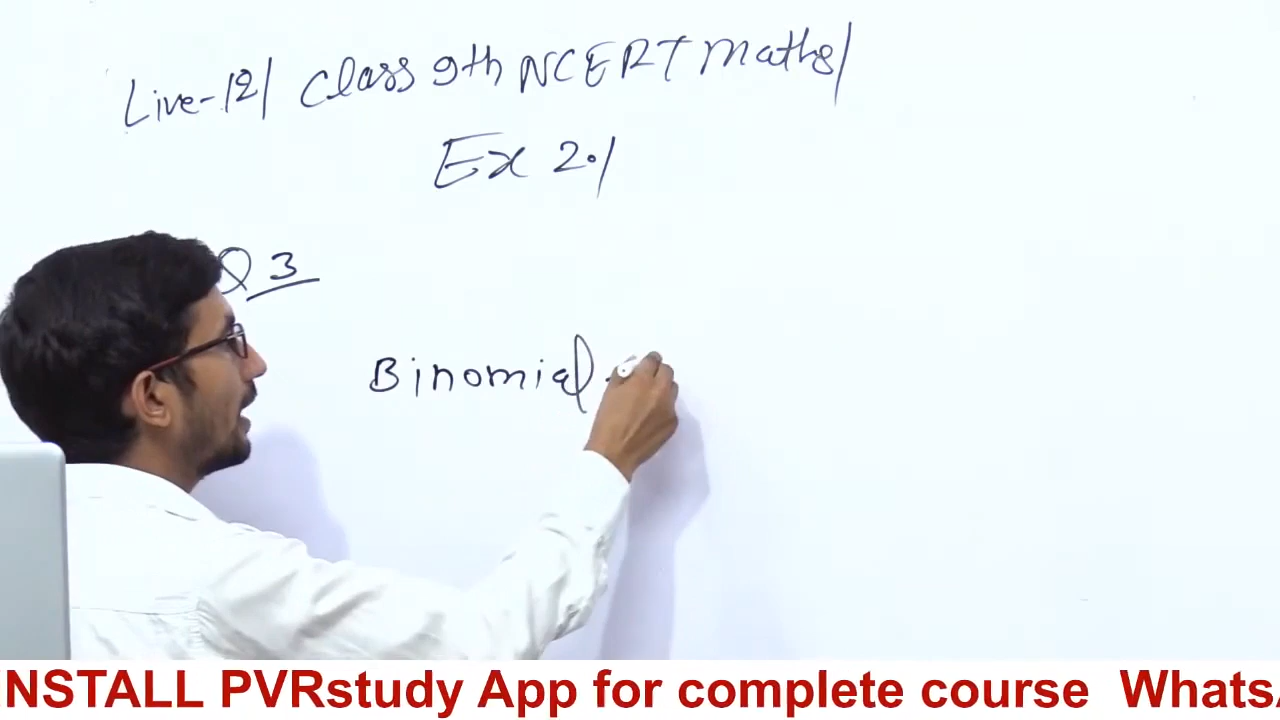 Live-12/ Class 9th NCERT Maths/
Ex 2.1
Q 3
Binomial
NSTALL PVRstudy App for complete course Whats